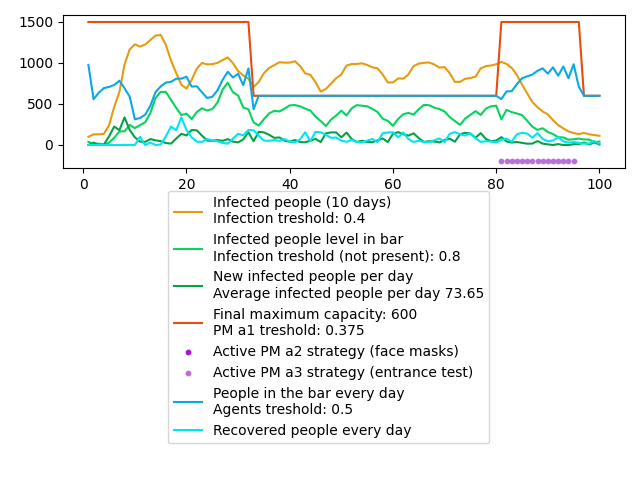 1500
1000
500
0
0
20
40
60
80
100
Infected people (10 days)
Infection treshold: 0.4
Infected people level in bar
Infection treshold (not present): 0.8
New infected people per day
Average infected people per day 73.65
Final maximum capacity: 600
PM a1 treshold: 0.375
Active PM a2 strategy (face masks)
Active PM a3 strategy (entrance test)
People in the bar every day
Agents treshold: 0.5
Recovered people every day